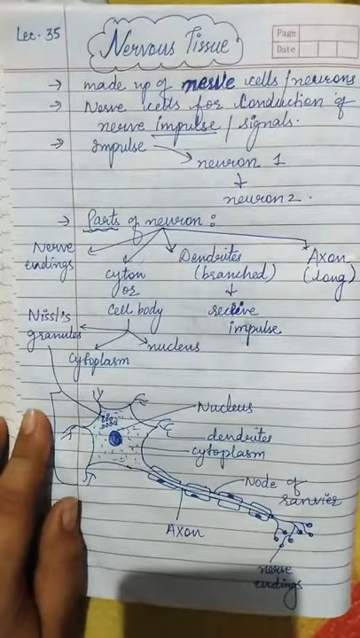 Lec. 35
Nervous Tissue
Page
Date
→ made up of nerve cells/neurons
→ Nerve cells for conduction of
nerve impulse/signals.
→ Impulse → neuron 1
↓
neuron 2.
→ Parts of neuron:
Nerve endings
cyton or cell body
Dendrites (branched)
↓
receive impulse
Axon (long)
Nissl's granules
cytoplasm
nucleus
Nucleus
dendrites
cytoplasm
Node of ranvier
Axon
nerve endings